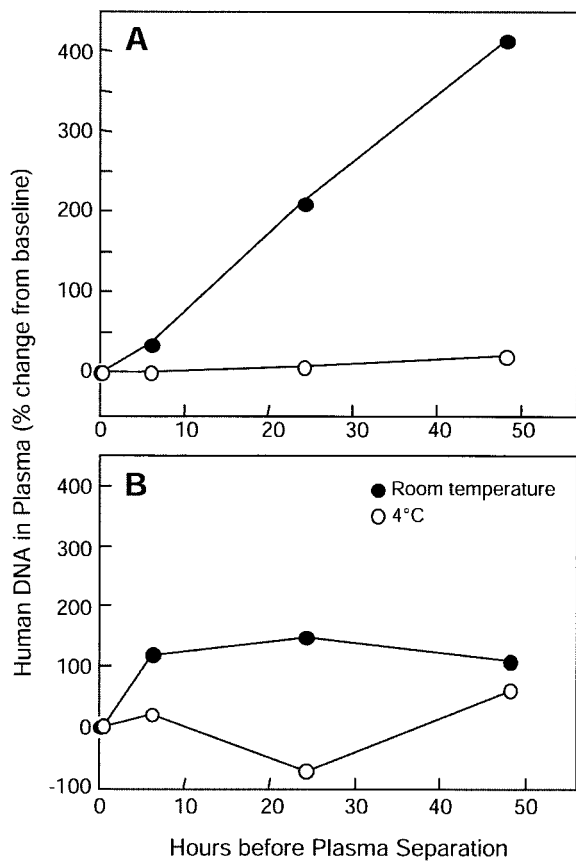 Human DNA in Plasma (% change from baseline)
A
400
300
200
100
0
0 10 20 30 40 50
B
Room temperature
4°C
400
300
200
100
0
-100
0 10 20 30 40 50
Hours before Plasma Separation